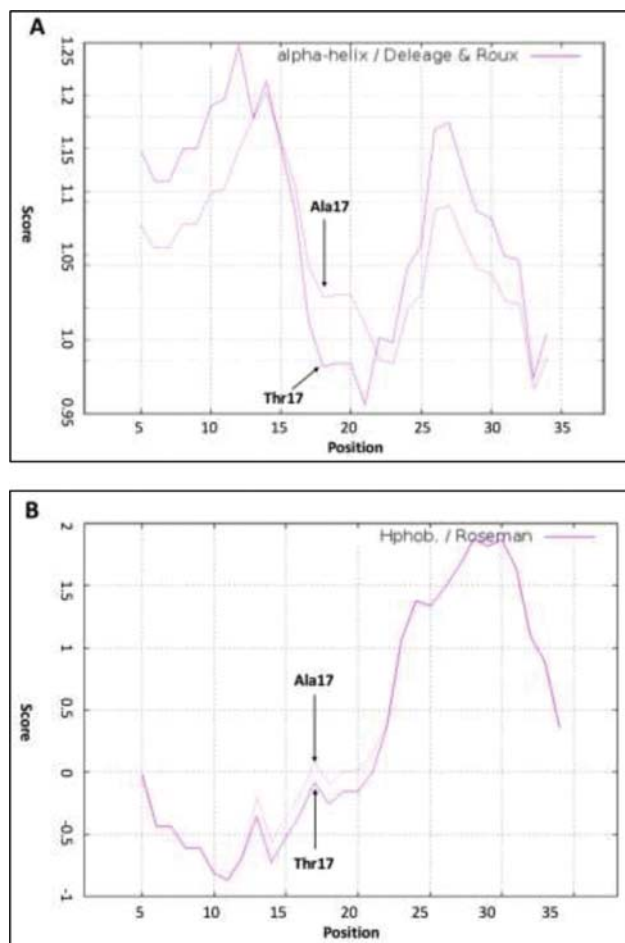 A
alpha-helix / Deleage & Roux
1.25
1.2
1.15
1.1
1.05
1.0
0.95
Score
Ala17
Thr17
5 10 15 20 25 30 35
Position
B
Hphob. / Roseman
2
1.5
1
0.5
0
-0.5
-1
Score
Ala17
Thr17
5 10 15 20 25 30 35
Position